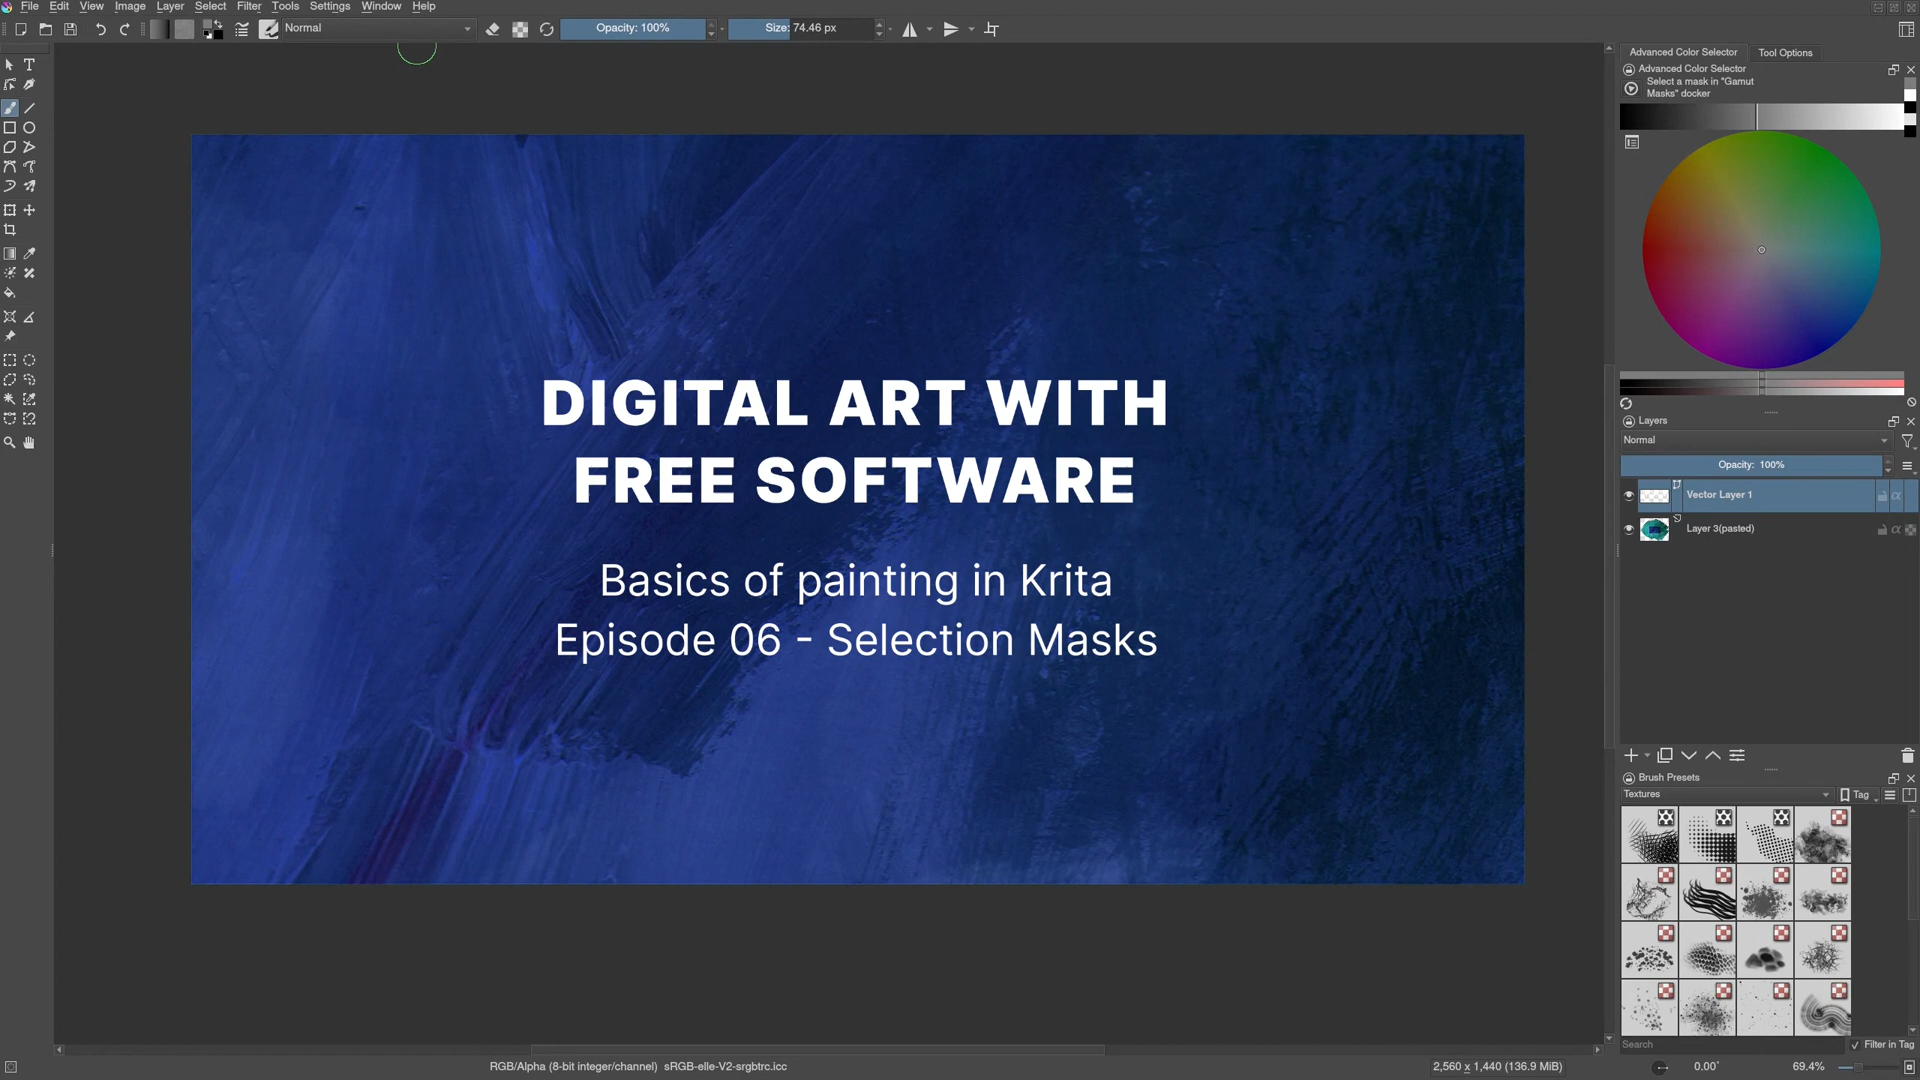 File Edit View Image Layer Select Filter Tools Settings Window Help
Normal
Opacity: 100%
Size: 74.46 px
Advanced Color Selector
Tool Options
Advanced Color Selector
Select a mask in "Gamut
Masks" docker
DIGITAL ART WITH
FREE SOFTWARE
Basics of painting in Krita
Episode 06 - Selection Masks
Layers
Normal
Opacity: 100%
Vector Layer 1
Layer 3(pasted)
Brush Presets
Textures
Tag
Search
Filter in Tag
RGB/Alpha (8-bit integer/channel) sRGB-elle-V2-srgbtrc.icc
2,560 x 1,440 (136.9 MiB)
0.00°
69.4%